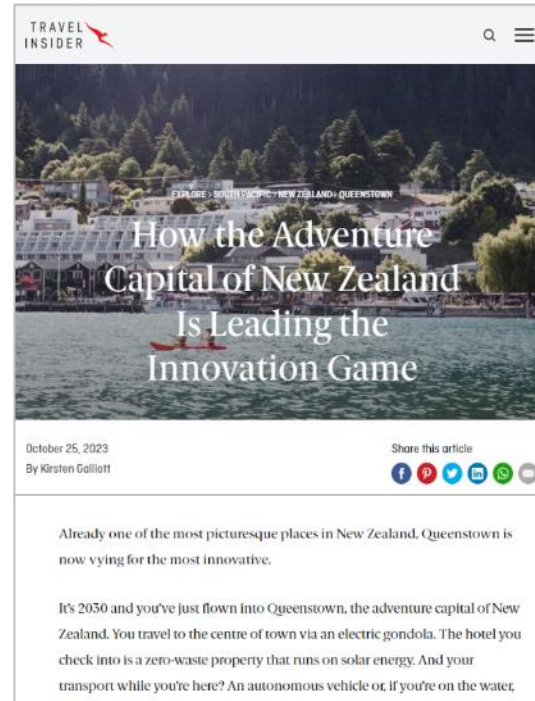 TRAVEL
INSIDER
EXPLORE > SOUTH PACIFIC > NEW ZEALAND > QUEENSTOWN
How the Adventure
Capital of New Zealand
Is Leading the
Innovation Game
October 25, 2023
Share this article
By Kirsten Galliott
Already one of the most picturesque places in New Zealand, Queenstown is
now vying for the most innovative.
It's 2030 and you've just flown into Queenstown, the adventure capital of New
Zealand. You travel to the centre of town via an electric gondola. The hotel you
check into is a zero-waste property that runs on solar energy. And your
transport while you're here? An autonomous vehicle or, if you're on the water,